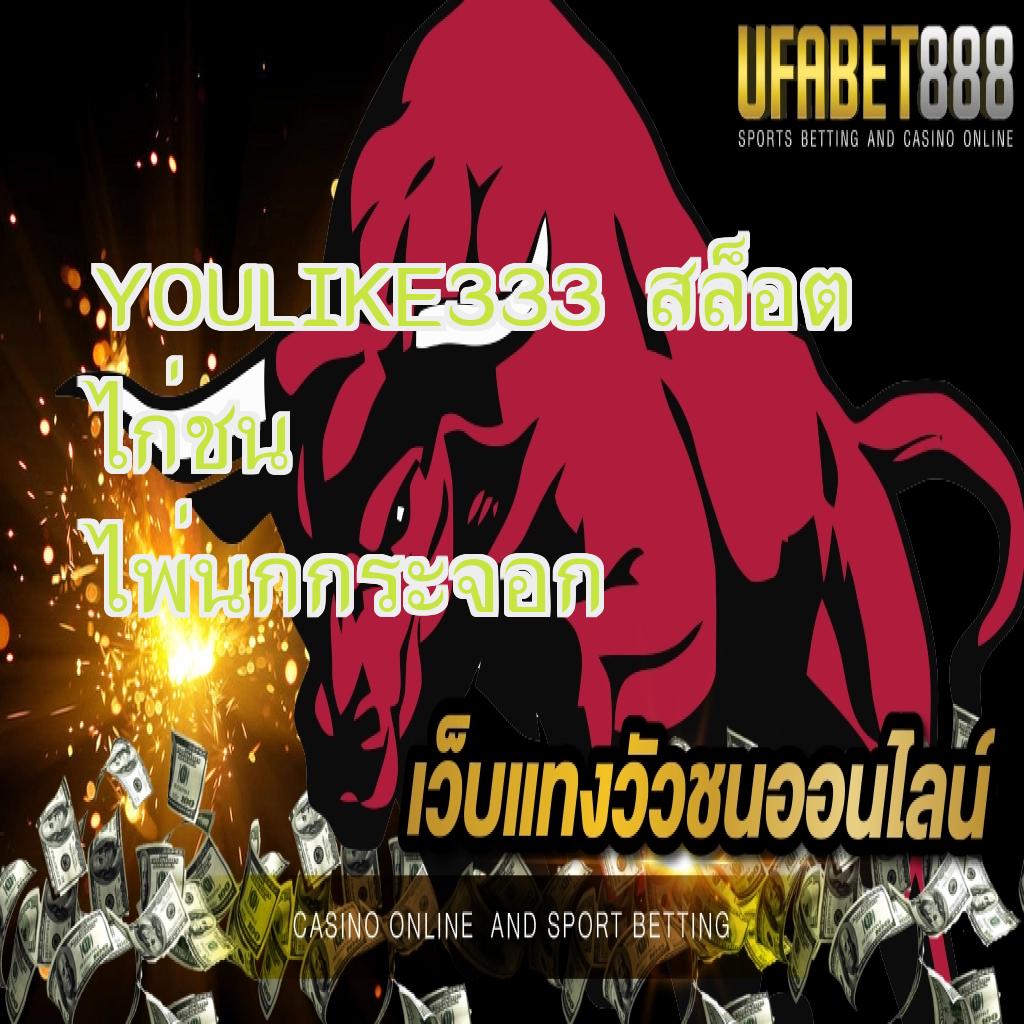 UFABET888
SPORTS BETTING AND CASINO ONLINE
YOULIKE333 สล็อต
ไก่ชน
ไพ่นกกระจอก
เว็บแทงวัวชนออนไลน์
CASINO ONLINE AND SPORT BETTING